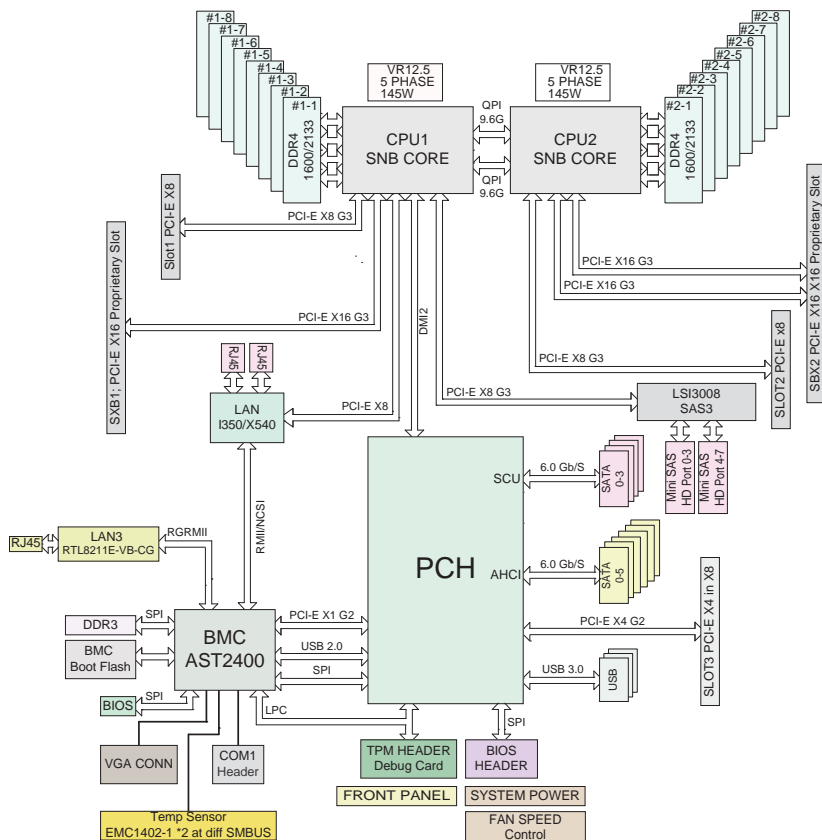 #1-8
#1-7
#1-6
#1-5
#1-4
#1-3
#1-2
#1-1
DDR4
1600/2133
VR12.5
5 PHASE
145W
CPU1
SNB CORE
QPI
9.6G
QPI
9.6G
VR12.5
5 PHASE
145W
CPU2
SNB CORE
#2-8
#2-7
#2-6
#2-5
#2-4
#2-3
#2-2
#2-1
DDR4
1600/2133
Slot1 PCI-E X8
PCI-E X8 G3
SXB1; PCI-E X16 Proprietary Slot
PCI-E X16 G3
DMI2
PCI-E X16 G3
PCI-E X16 G3
SBX2 PCI-E X16 X16 Proprietary Slot
PCI-E X8 G3
SLOT2 PCI-E x8
RJ45
RJ45
LAN
I350/X540
PCI-E X8
PCI-E X8 G3
LSI3008
SAS3
Mini SAS
HD Port 0-3
Mini SAS
HD Port 4-7
RMII/NCSI
PCH
SCU
6.0 Gb/S
SATA
0-3
AHCI
6.0 Gb/S
SATA
0-5
RJ45
LAN3
RTL8211E-VB-CG
RGRMII
DDR3
SPI
BMC
Boot Flash
BMC
AST2400
PCI-E X1 G2
USB 2.0
SPI
PCI-E X4 G2
SLOT3 PCI-E X4 in X8
USB 3.0
USB
BIOS
SPI
LPC
SPI
VGA CONN
COM1
Header
TPM HEADER
Debug Card
BIOS
HEADER
FRONT PANEL
SYSTEM POWER
Temp Sensor
EMC1402-1 *2 at diff SMBUS
FAN SPEED
Control